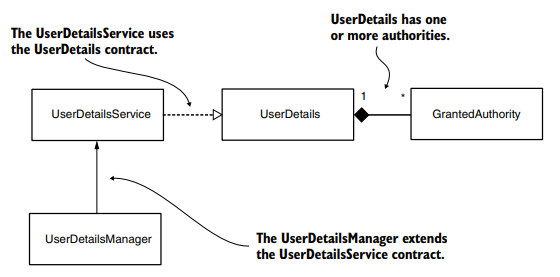 The UserDetailsService uses
the UserDetails contract.
UserDetails has one
or more authorities.
UserDetailsService
UserDetails
1
*
GrantedAuthority
UserDetailsManager
The UserDetailsManager extends
the UserDetailsService contract.